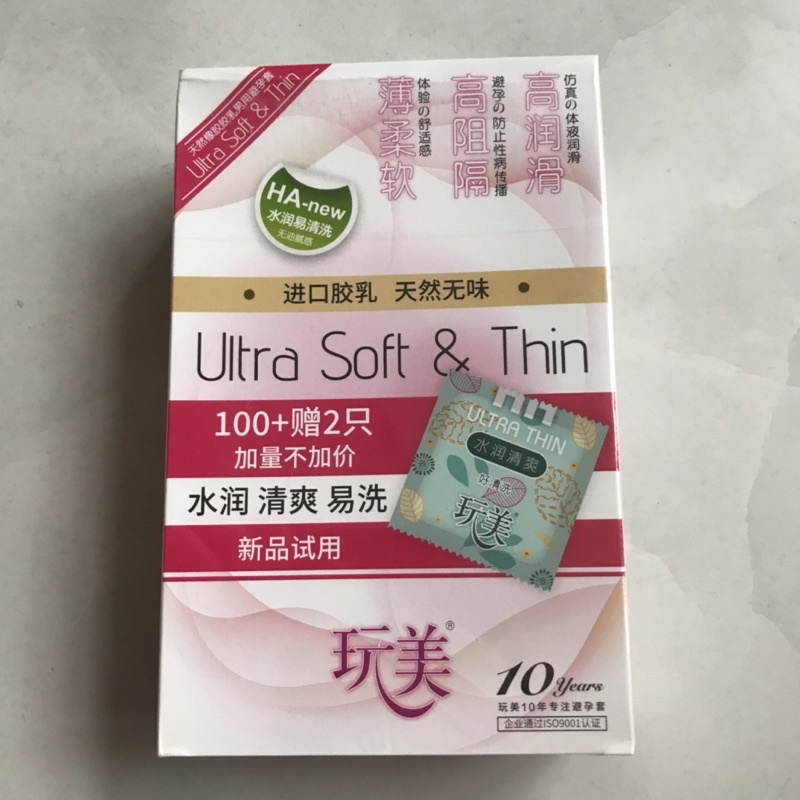 天然橡胶胶乳男用避孕套
Ultra Soft & Thin
高润滑
仿真の体液润滑
高阻隔
避孕の防止性病传播
薄柔软
体验の舒适感
HA-new
水润易清洗
无油腻感
进口胶乳 天然无味
Ultra Soft & Thin
100+赠2只
加量不加价
水润 清爽 易洗
新品试用
ULTRA THIN
水润清爽
好清洗
玩美
玩美®
10 Years
玩美10年专注避孕套
企业通过ISO9001认证